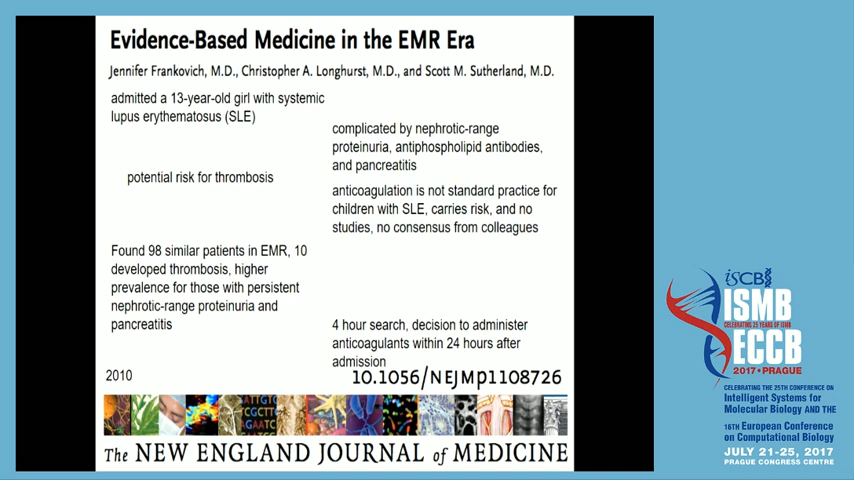 Evidence-Based Medicine in the EMR Era
Jennifer Frankovich, M.D., Christopher A. Longhurst, M.D., and Scott M. Sutherland, M.D.
admitted a 13-year-old girl with systemic
lupus erythematosus (SLE)
complicated by nephrotic-range
proteinuria, antiphospholipid antibodies,
and pancreatitis
potential risk for thrombosis
anticoagulation is not standard practice for
children with SLE, carries risk, and no
studies, no consensus from colleagues
Found 98 similar patients in EMR, 10
developed thrombosis, higher
prevalence for those with persistent
nephrotic-range proteinuria and
pancreatitis
4 hour search, decision to administer
anticoagulants within 24 hours after
admission
2010
10.1056/NEJMp1108726
ATTGT
TCGCTT
The NEW ENGLAND JOURNAL of MEDICINE
iSCB
ISMB
CELEBRATING 25 YEARS OF ISMB
ECCB
2017 • PRAGUE
CELEBRATING THE 25TH CONFERENCE ON
Intelligent Systems for
Molecular Biology AND THE
16TH European Conference
on Computational Biology
JULY 21-25, 2017
PRAGUE CONGRESS CENTRE